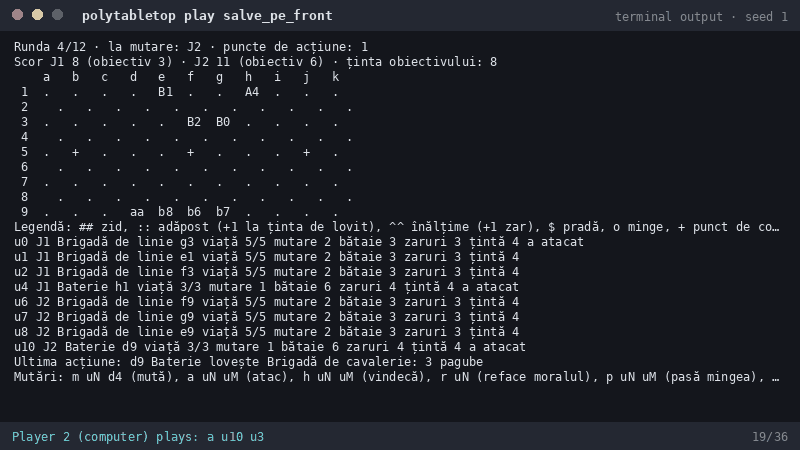 polytabletop play salve_pe_front
terminal output · seed 1
Runda 4/12 · la mutare: J2 · puncte de acțiune: 1
Scor J1 8 (obiectiv 3) · J2 11 (obiectiv 6) · ținta obiectivului: 8
a b c d e f g h i j k
1 . . . . B1 . . A4 . . .
2 . . . . . . . . . . .
3 . . . . . B2 B0 . . . .
4 . . . . . . . . . . .
5 . + . . . + . . . + .
6 . . . . . . . . . . .
7 . . . . . . . . . . .
8 . . . . . . . . . . .
9 . . . aa b8 b6 b7 . . . .
Legendă: ## zid, :: adăpost (+1 la ținta de lovit), ^^ înălțime (+1 zar), $ pradă, o minge, + punct de co…
u0 J1 Brigadă de linie g3 viață 5/5 mutare 2 bătaie 3 zaruri 3 țintă 4 a atacat
u1 J1 Brigadă de linie e1 viață 5/5 mutare 2 bătaie 3 zaruri 3 țintă 4
u2 J1 Brigadă de linie f3 viață 5/5 mutare 2 bătaie 3 zaruri 3 țintă 4
u4 J1 Baterie h1 viață 3/3 mutare 1 bătaie 6 zaruri 4 țintă 4 a atacat
u6 J2 Brigadă de linie f9 viață 5/5 mutare 2 bătaie 3 zaruri 3 țintă 4
u7 J2 Brigadă de linie g9 viață 5/5 mutare 2 bătaie 3 zaruri 3 țintă 4
u8 J2 Brigadă de linie e9 viață 5/5 mutare 2 bătaie 3 zaruri 3 țintă 4
u10 J2 Baterie d9 viață 3/3 mutare 1 bătaie 6 zaruri 4 țintă 4 a atacat
Ultima acțiune: d9 Baterie lovește Brigadă de cavalerie: 3 pagube
Mutări: m uN d4 (mută), a uN uM (atac), h uN uM (vindecă), r uN (reface moralul), p uN uM (pasă mingea), …
Player 2 (computer) plays: a u10 u3
19/36